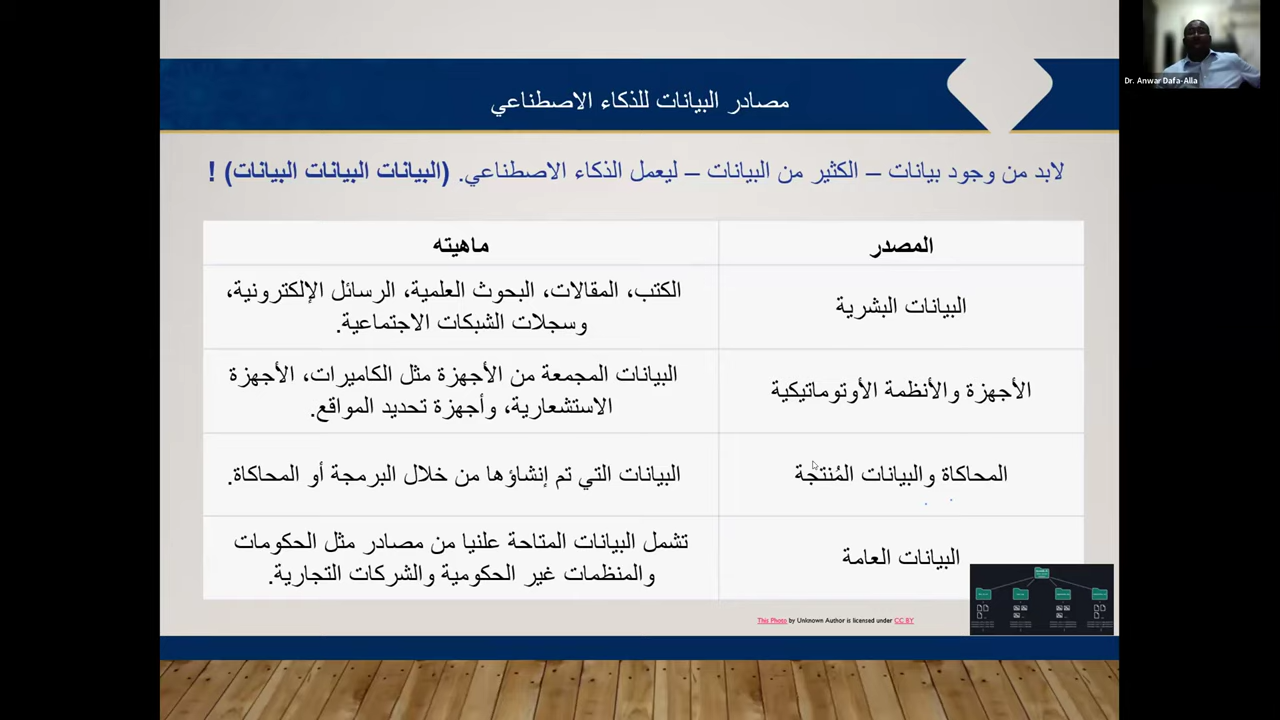 مصادر البيانات للذكاء الاصطناعي
Dr. Anwar Dafa-Alla
لابد من وجود بيانات – الكثير من البيانات – ليعمل الذكاء الاصطناعي. (البيانات البيانات البيانات) !
المصدر
ماهيته
البيانات البشرية
الكتب، المقالات، البحوث العلمية، الرسائل الإلكترونية،
وسجلات الشبكات الاجتماعية.
الأجهزة والأنظمة الأوتوماتيكية
البيانات المجمعة من الأجهزة مثل الكاميرات، الأجهزة
الاستشعارية، وأجهزة تحديد المواقع.
المحاكاة والبيانات المُنتجَة
البيانات التي تم إنشاؤها من خلال البرمجة أو المحاكاة.
البيانات العامة
تشمل البيانات المتاحة علنيا من مصادر مثل الحكومات
والمنظمات غير الحكومية والشركات التجارية.
This Photo by Unknown Author is licensed under CC BY